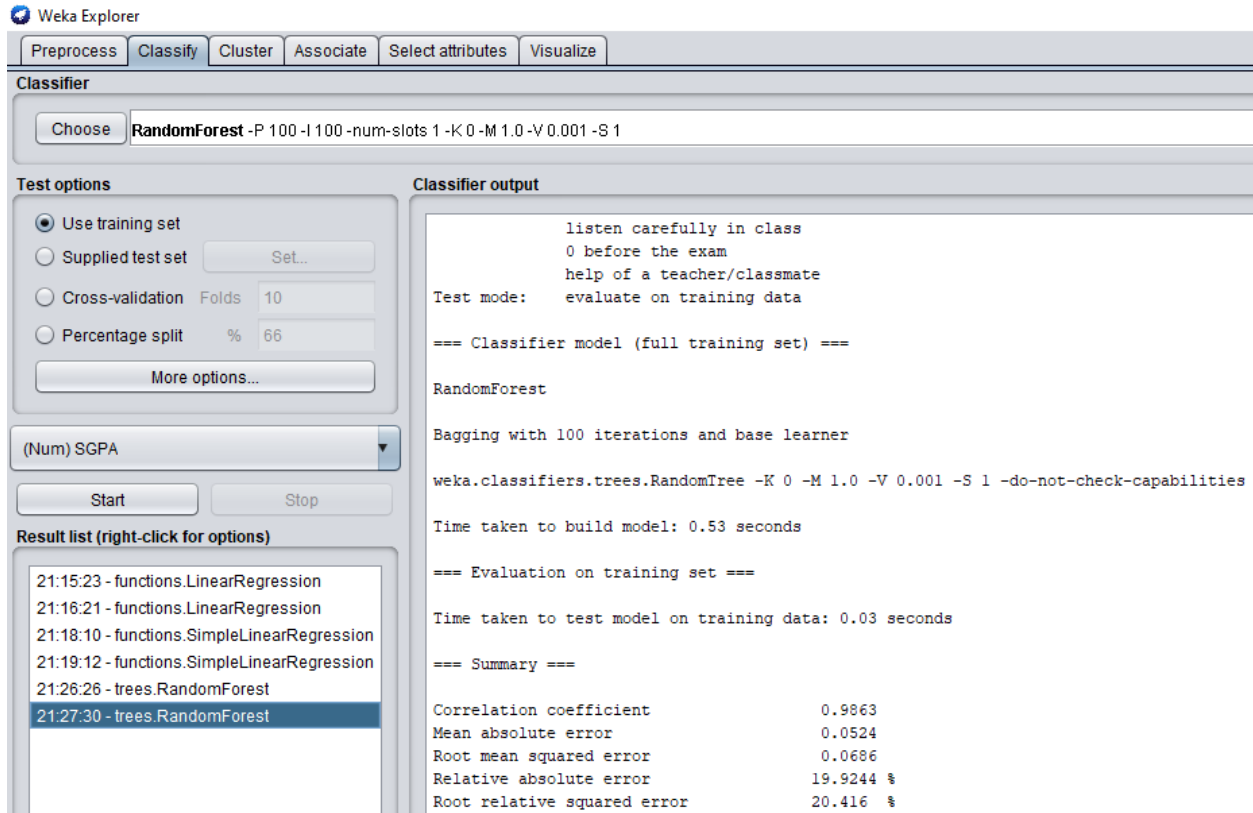 Weka Explorer
Preprocess Classify Cluster Associate Select attributes Visualize
Classifier
Choose RandomForest -P 100 -I 100 -num-slots 1 -K 0 -M 1.0 -V 0.001 -S 1
Test options
Use training set
Supplied test set Set...
Cross-validation Folds 10
Percentage split % 66
More options...
(Num) SGPA
Start Stop
Result list (right-click for options)
21:15:23 - functions.LinearRegression
21:16:21 - functions.LinearRegression
21:18:10 - functions.SimpleLinearRegression
21:19:12 - functions.SimpleLinearRegression
21:26:26 - trees.RandomForest
21:27:30 - trees.RandomForest
Classifier output
listen carefully in class
0 before the exam
help of a teacher/classmate
Test mode: evaluate on training data
=== Classifier model (full training set) ===
RandomForest
Bagging with 100 iterations and base learner
weka.classifiers.trees.RandomTree -K 0 -M 1.0 -V 0.001 -S 1 -do-not-check-capabilities
Time taken to build model: 0.53 seconds
=== Evaluation on training set ===
Time taken to test model on training data: 0.03 seconds
=== Summary ===
Correlation coefficient 0.9863
Mean absolute error 0.0524
Root mean squared error 0.0686
Relative absolute error 19.9244 %
Root relative squared error 20.416 %